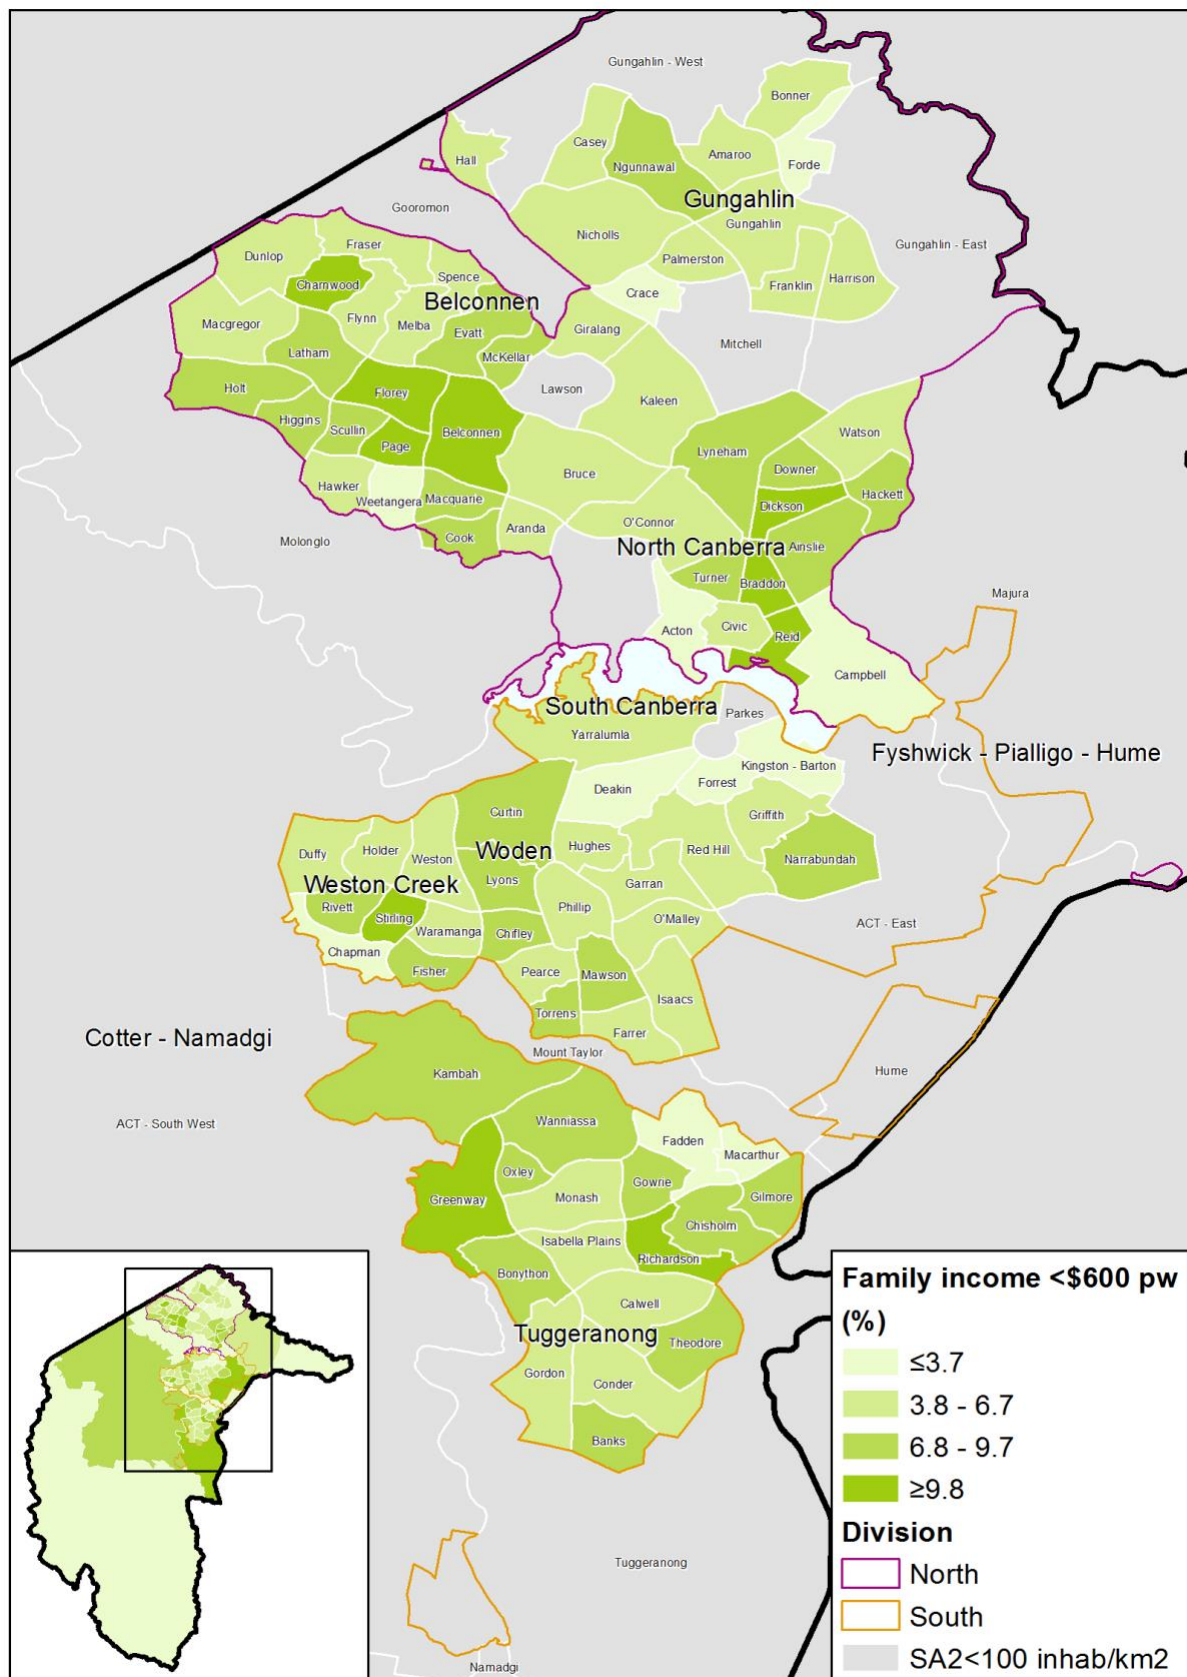 Gungahlin - West
Bonner
Casey
Amaroo
Hall
Ngunnawal
Forde
Gungahlin
Gooromon
Gungahlin
Nicholls
Gungahlin - East
Fraser
Dunlop
Palmerston
Spence
Harrison
Charnwood
Franklin
Crace
Belconnen
Flynn
Macgregor
Melba
Evatt
Giralang
Mitchell
Latham
McKellar
Holt
Florey
Lawson
Kaleen
Higgins
Scullin
Belconnen
Watson
Page
Lyneham
Downer
Bruce
Hawker
Weetangera
Macquarie
Hackett
Dickson
O'Connor
Aranda
Cook
Molonglo
North Canberra
Ainslie
Turner
Braddon
Majura
Civic
Acton
Reid
Campbell
South Canberra
Parkes
Yarralumla
Fyshwick - Pialligo - Hume
Kingston - Barton
Deakin
Forrest
Curtin
Griffith
Hughes
Red Hill
Holder
Duffy
Weston
Woden
Narrabundah
Weston Creek
Lyons
Garran
Rivett
Phillip
Stirling
O'Malley
ACT - East
Waramanga
Chifley
Chapman
Fisher
Pearce
Mawson
Isaacs
Torrens
Farrer
Cotter - Namadgi
Mount Taylor
Hume
Kambah
ACT - South West
Wanniassa
Fadden
Macarthur
Oxley
Gowrie
Greenway
Monash
Gilmore
Chisholm
Isabella Plains
Richardson
Bonython
Calwell
Tuggeranong
Theodore
Gordon
Conder
Banks
Tuggeranong
Namadgi
Family income <$600 pw
(%)
≤3.7
3.8 - 6.7
6.8 - 9.7
≥9.8
Division
North
South
SA2<100 inhab/km2